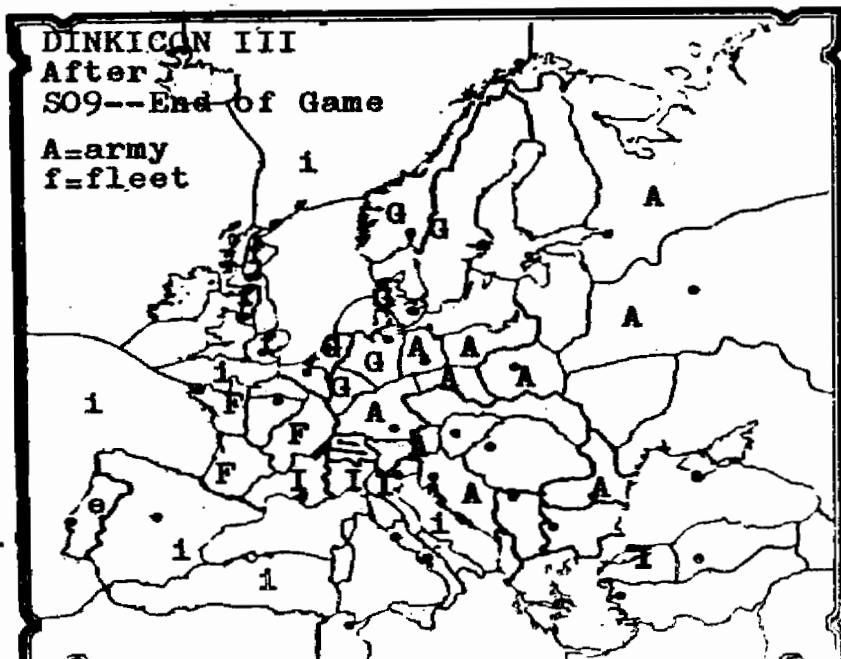 DINKICON III
After
S09--End of Game
A=army
f=fleet
i
A
G G
G
A
G A A
G
i A A
G
i F A
F A
F I I I A A
e
i
i I
i